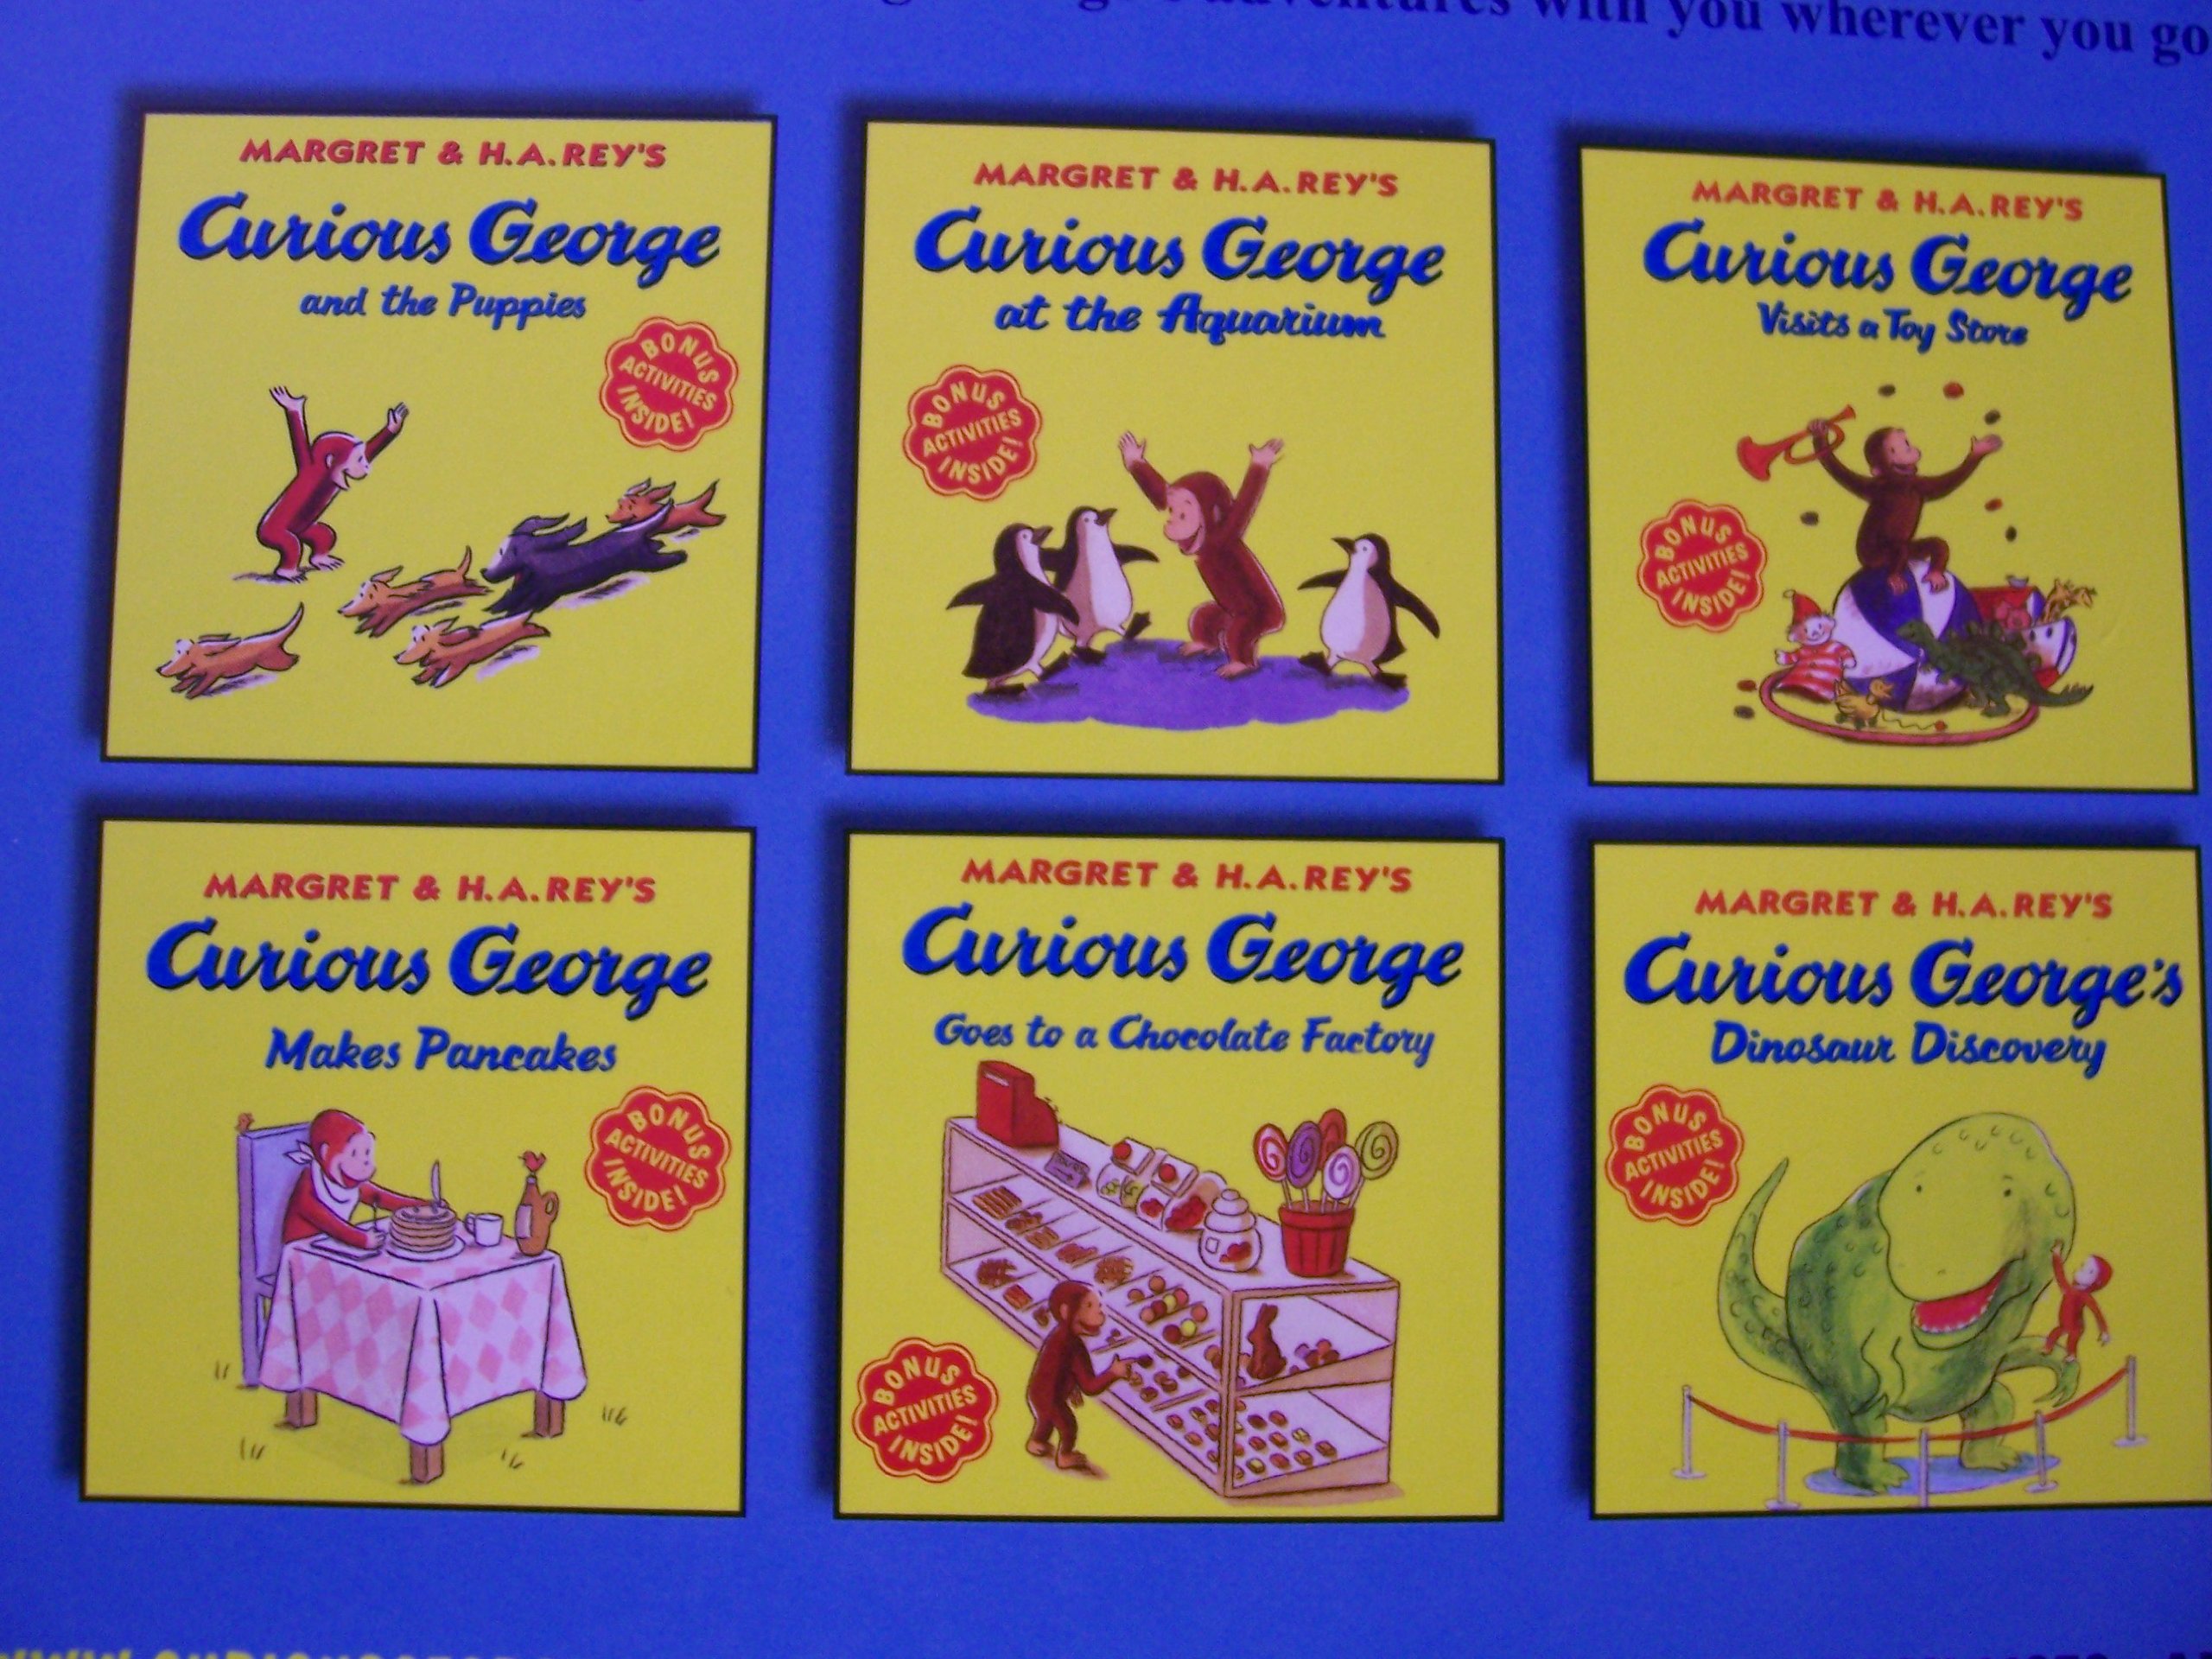 adventures with you wherever you go
MARGRET & H.A.REY'S
Curious George
and the Puppies
BONUS
ACTIVITIES
INSIDE!
MARGRET & H.A.REY'S
Curious George
at the Aquarium
BONUS
ACTIVITIES
INSIDE!
MARGRET & H.A.REY'S
Curious George
Visits a Toy Store
BONUS
ACTIVITIES
INSIDE!
MARGRET & H.A.REY'S
Curious George
Makes Pancakes
BONUS
ACTIVITIES
INSIDE!
MARGRET & H.A.REY'S
Curious George
Goes to a Chocolate Factory
BONUS
ACTIVITIES
INSIDE!
MARGRET & H.A.REY'S
Curious George's
Dinosaur Discovery
BONUS
ACTIVITIES
INSIDE!